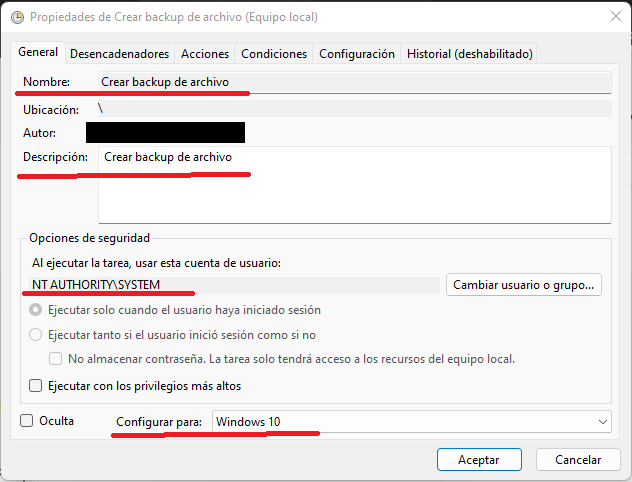 Propiedades de Crear backup de archivo (Equipo local)
General Desencadenadores Acciones Condiciones Configuración Historial (deshabilitado)
Nombre: Crear backup de archivo
Ubicación: \
Autor:
Descripción: Crear backup de archivo
Opciones de seguridad
Al ejecutar la tarea, usar esta cuenta de usuario:
NT AUTHORITY\SYSTEM Cambiar usuario o grupo...
Ejecutar solo cuando el usuario haya iniciado sesión
Ejecutar tanto si el usuario inició sesión como si no
No almacenar contraseña. La tarea solo tendrá acceso a los recursos del equipo local.
Ejecutar con los privilegios más altos
Oculta Configurar para: Windows 10
Aceptar Cancelar